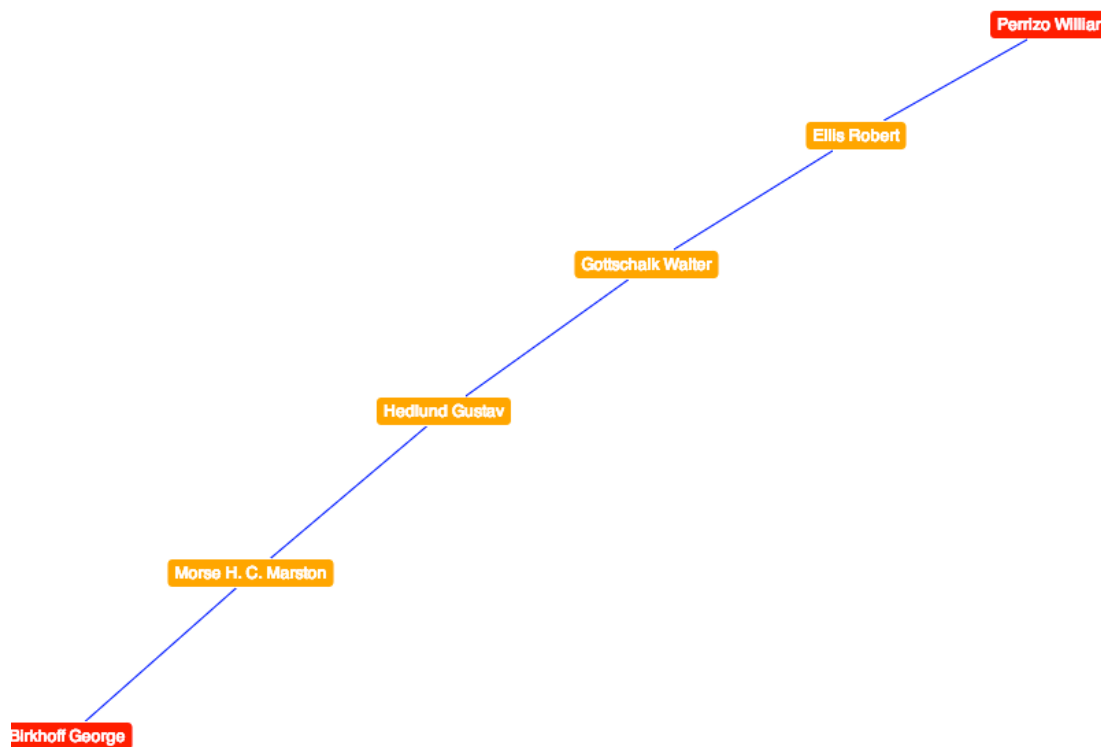 Perrizo William
Ellis Robert
Gottschalk Walter
Hedlund Gustav
Morse H. C. Marston
Birkhoff George